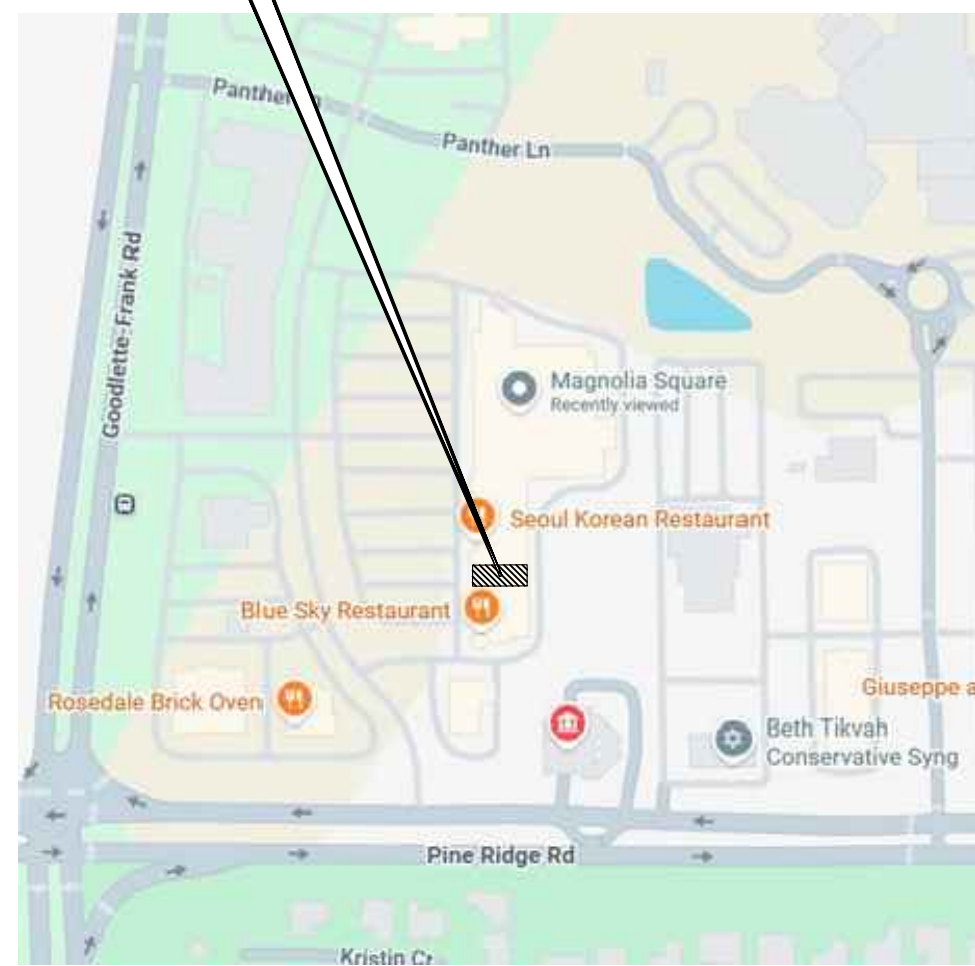 Panther Ln
Panther Ln
Goodlette-Frank Rd
Magnolia Square
Recently viewed
Seoul Korean Restaurant
Blue Sky Restaurant
Rosedale Brick Oven
Giuseppe a
Beth Tikvah
Conservative Syng
Pine Ridge Rd
Kristin Cr